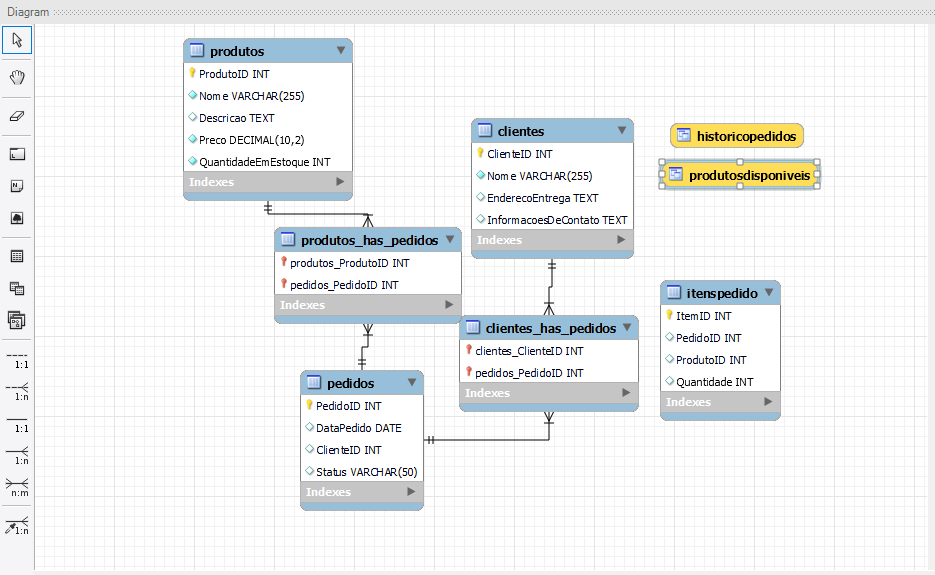 Diagram
produtos
ProdutoID INT
Nome VARCHAR(255)
Descricao TEXT
Preco DECIMAL(10,2)
QuantidadeEmEstoque INT
Indexes
clientes
ClienteID INT
Nome VARCHAR(255)
EnderecoEntrega TEXT
InformacoesDeContato TEXT
Indexes
historicopedidos
produtosdisponiveis
produtos_has_pedidos
produtos_ProdutoID INT
pedidos_PedidoID INT
Indexes
itenspedido
ItemID INT
PedidoID INT
ProdutoID INT
Quantidade INT
Indexes
clientes_has_pedidos
clientes_ClienteID INT
pedidos_PedidoID INT
Indexes
pedidos
PedidoID INT
DataPedido DATE
ClienteID INT
Status VARCHAR(50)
Indexes
1:1
1:n
1:1
1:n
n:m
1:n